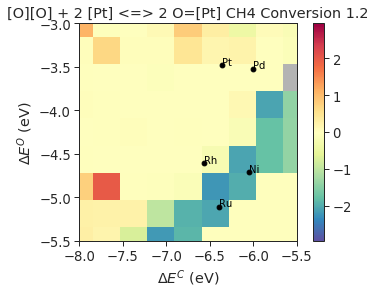 [O][O] + 2 [Pt] <=> 2 O=[Pt] CH4 Conversion 1.2
−3.0
−3.5
−4.0
−4.5
−5.0
−5.5
ΔE^O (eV)
Pt
Pd
Rh
Ni
Ru
−8.0 −7.5 −7.0 −6.5 −6.0 −5.5
ΔE^C (eV)
2
1
0
−1
−2